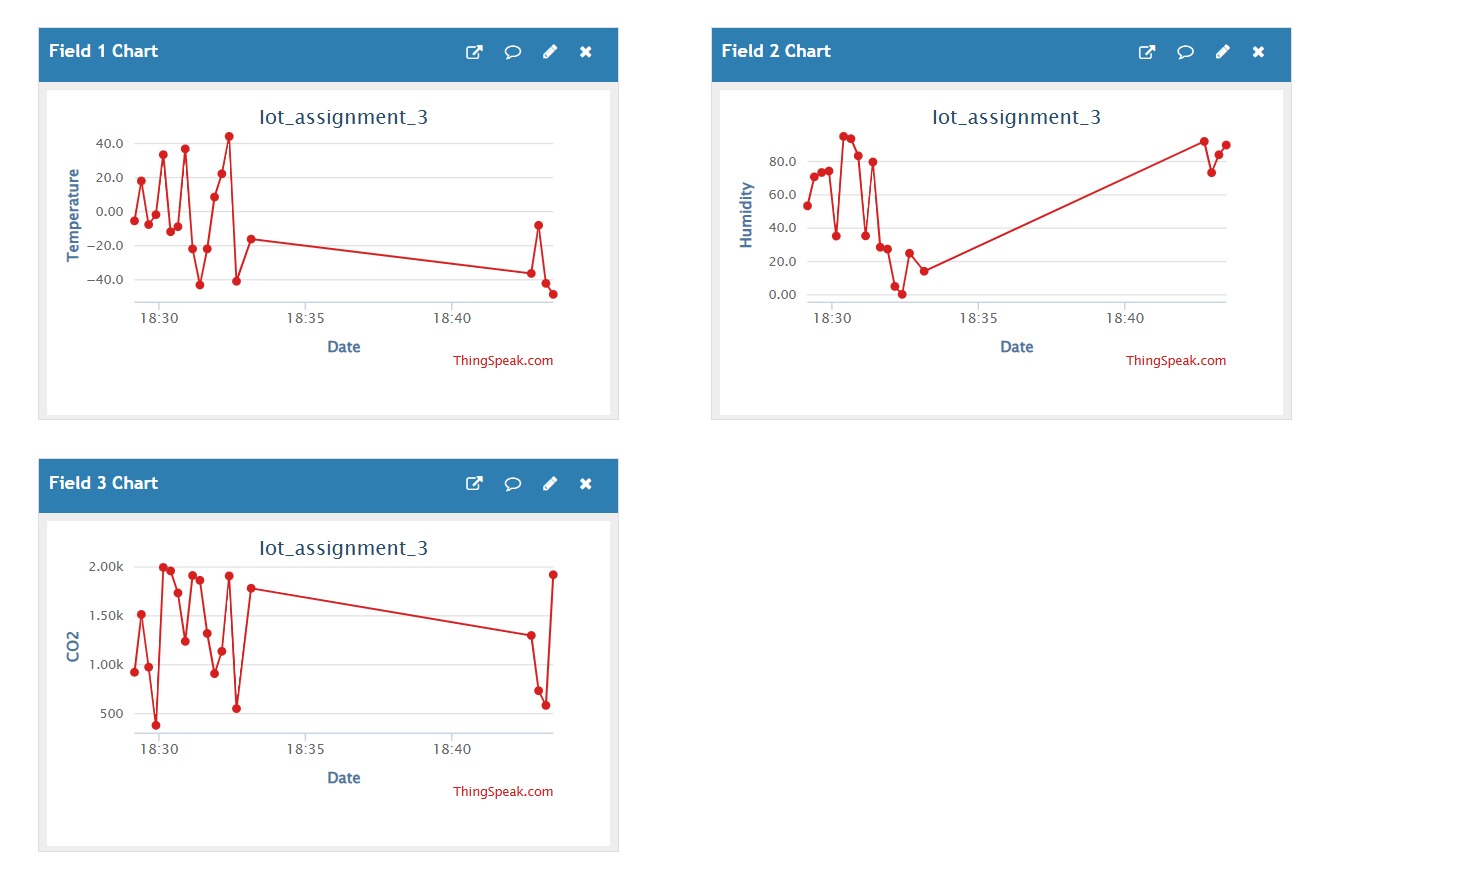 Field 1 Chart
Iot_assignment_3
40.0
20.0
0.00
−20.0
−40.0
Temperature
18:30 18:35 18:40
Date
ThingSpeak.com
Field 2 Chart
Iot_assignment_3
80.0
60.0
40.0
20.0
0.00
Humidity
18:30 18:35 18:40
Date
ThingSpeak.com
Field 3 Chart
Iot_assignment_3
2.00k
1.50k
1.00k
500
CO2
18:30 18:35 18:40
Date
ThingSpeak.com